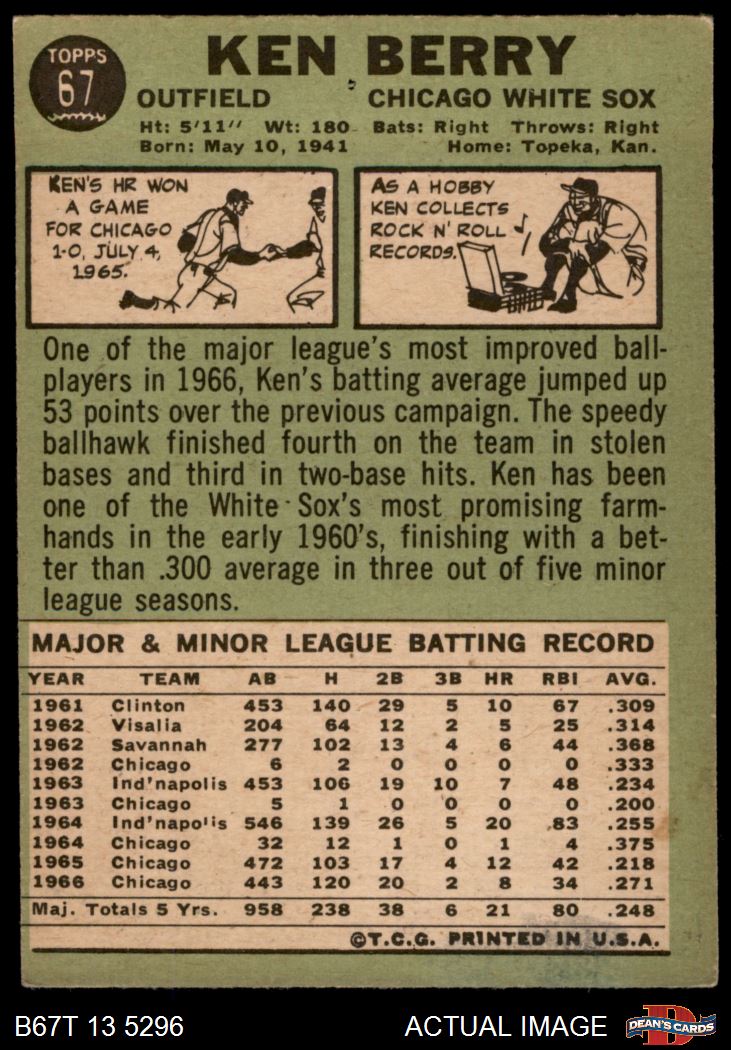 TOPPS
67
KEN BERRY
OUTFIELD CHICAGO WHITE SOX
Ht: 5'11" Wt: 180 Bats: Right Throws: Right
Born: May 10, 1941 Home: Topeka, Kan.
KEN'S HR WON
A GAME
FOR CHICAGO
1-0, JULY 4,
1965.
AS A HOBBY
KEN COLLECTS
ROCK N' ROLL
RECORDS.
One of the major league's most improved ball-
players in 1966, Ken's batting average jumped up
53 points over the previous campaign. The speedy
ballhawk finished fourth on the team in stolen
bases and third in two-base hits. Ken has been
one of the White Sox's most promising farm-
hands in the early 1960's, finishing with a bet-
ter than .300 average in three out of five minor
league seasons.
MAJOR & MINOR LEAGUE BATTING RECORD
YEAR TEAM AB H 2B 3B HR RBI AVG.
1961 Clinton 453 140 29 5 10 67 .309
1962 Visalia 204 64 12 2 5 25 .314
1962 Savannah 277 102 13 4 6 44 .368
1962 Chicago 6 2 0 0 0 0 .333
1963 Ind'napolis 453 106 19 10 7 48 .234
1963 Chicago 5 1 0 0 0 0 .200
1964 Ind'napolis 546 139 26 5 20 83 .255
1964 Chicago 32 12 1 0 1 4 .375
1965 Chicago 472 103 17 4 12 42 .218
1966 Chicago 443 120 20 2 8 34 .271
Maj. Totals 5 Yrs. 958 238 38 6 21 80 .248
©T.C.G. PRINTED IN U.S.A.
B67T 13 5296 ACTUAL IMAGE
D
DEAN'S CARDS